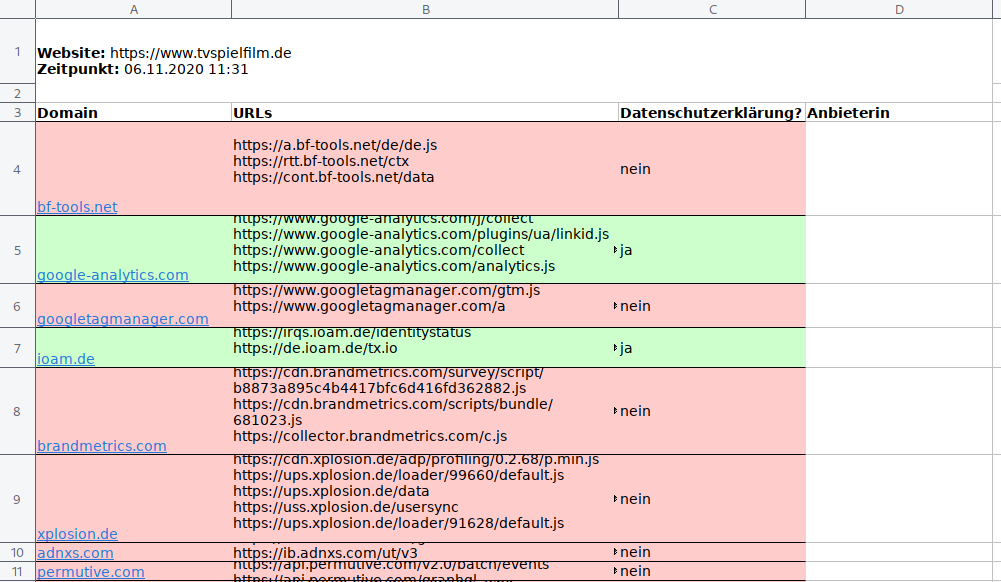 A B C D
1 Website: https://www.tvspielfilm.de
Zeitpunkt: 06.11.2020 11:31
2
3 Domain URLs Datenschutzerklärung? Anbieterin
https://a.bf-tools.net/de/de.js
https://rtt.bf-tools.net/ctx
4 nein
https://cont.bf-tools.net/data
bf-tools.net
https://www.google-analytics.com/j/collect
https://www.google-analytics.com/plugins/ua/linkid.js
5 https://www.google-analytics.com/collect ja
https://www.google-analytics.com/analytics.js
google-analytics.com
https://www.googletagmanager.com/gtm.js
6 https://www.googletagmanager.com/a nein
googletagmanager.com
https://irqs.ioam.de/identitystatus
7 https://de.ioam.de/tx.io ja
ioam.de
https://cdn.brandmetrics.com/survey/script/
b8873a895c4b4417bfc6d416fd362882.js
8 https://cdn.brandmetrics.com/scripts/bundle/ nein
681023.js
https://collector.brandmetrics.com/c.js
brandmetrics.com
https://cdn.xplosion.de/adp/profiling/0.2.68/p.min.js
https://ups.xplosion.de/loader/99660/default.js
https://ups.xplosion.de/data
9 nein
https://uss.xplosion.de/usersync
https://ups.xplosion.de/loader/91628/default.js
xplosion.de
10 adnxs.com https://ib.adnxs.com/ut/v3 nein
https://api.permutive.com/v2.0/batch/events
11 permutive.com nein